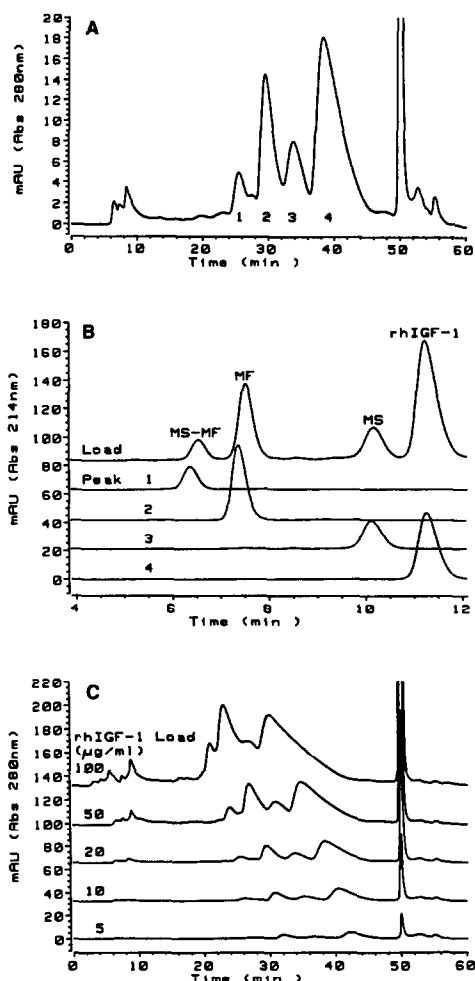 A
mAU (Abs 280nm)
20
18
16
14
12
10
8
6
4
2
0
1 2 3 4
0 10 20 30 40 50 60
Time (min )
B
mAU (Abs 214nm)
180
160
140
120
100
80
60
40
20
0
rhIGF-1
MF
MS-MF
MS
Load
Peak 1
2
3
4
4 6 8 10 12
Time (min )
C
mAU (Abs 280nm)
220
200
180
160
140
120
100
80
60
40
20
0
rhIGF-1 Load
(µg/ml)
100
50
20
10
5
0 10 20 30 40 50 60
Time (min )